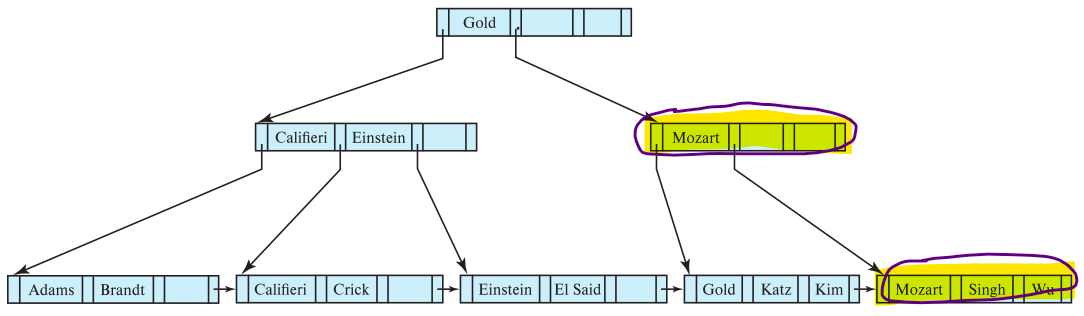 Gold
Califieri Einstein Mozart
Adams Brandt Califieri Crick Einstein El Said Gold Katz Kim Mozart Singh Wu